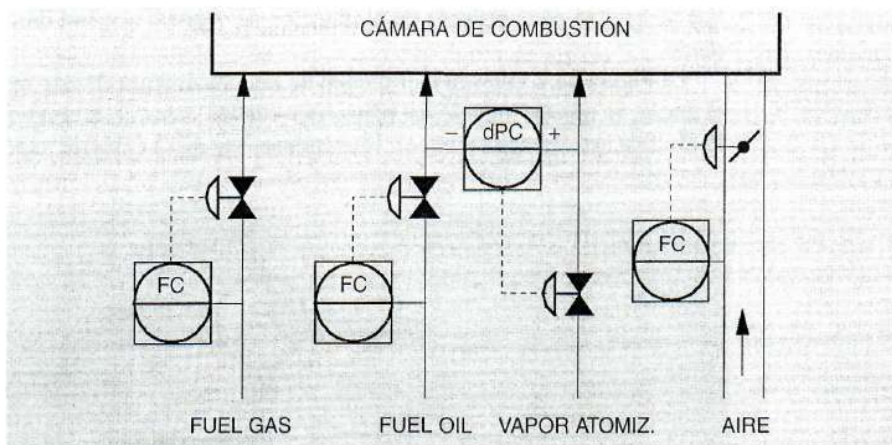 CÁMARA DE COMBUSTIÓN
- dPC +
FC
FC
FC
FUEL GAS FUEL OIL VAPOR ATOMIZ. AIRE